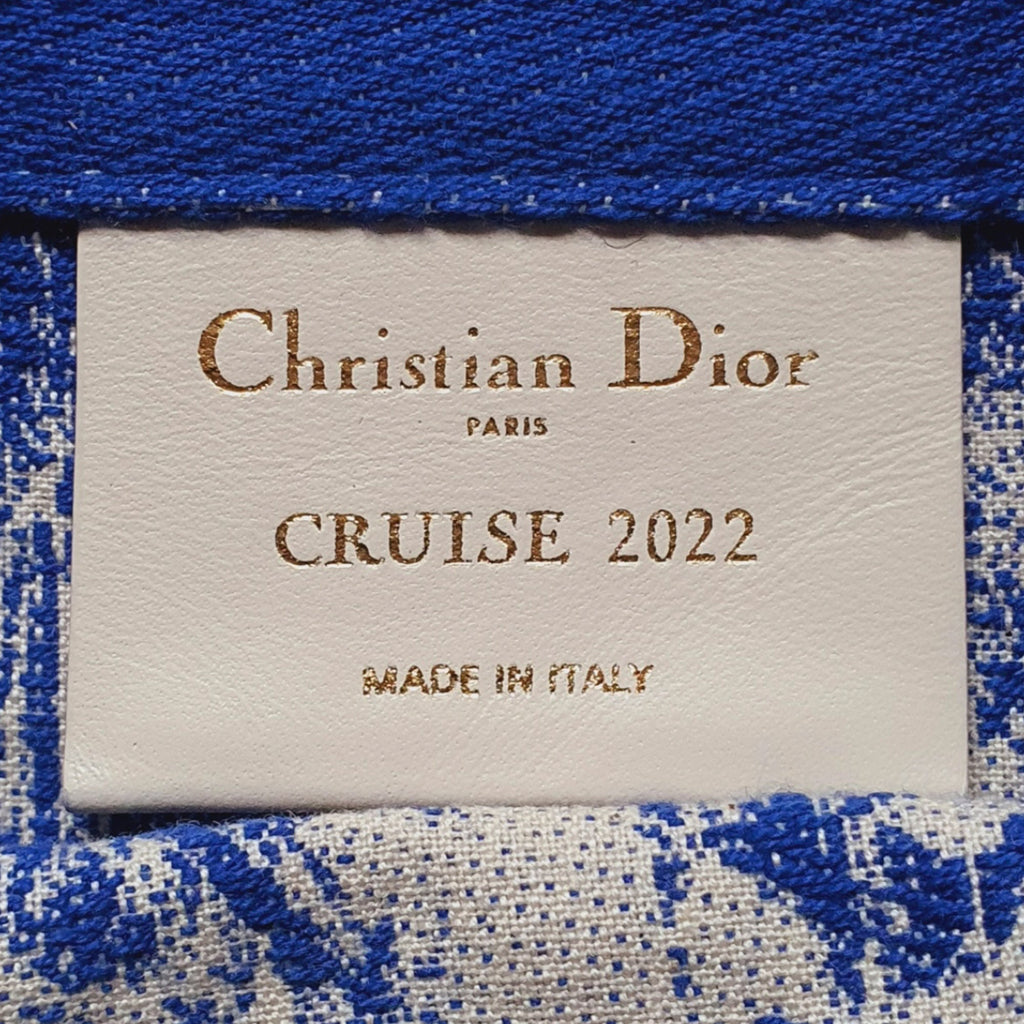 Christian Dior
PARIS
CRUISE 2022
MADE IN ITALY